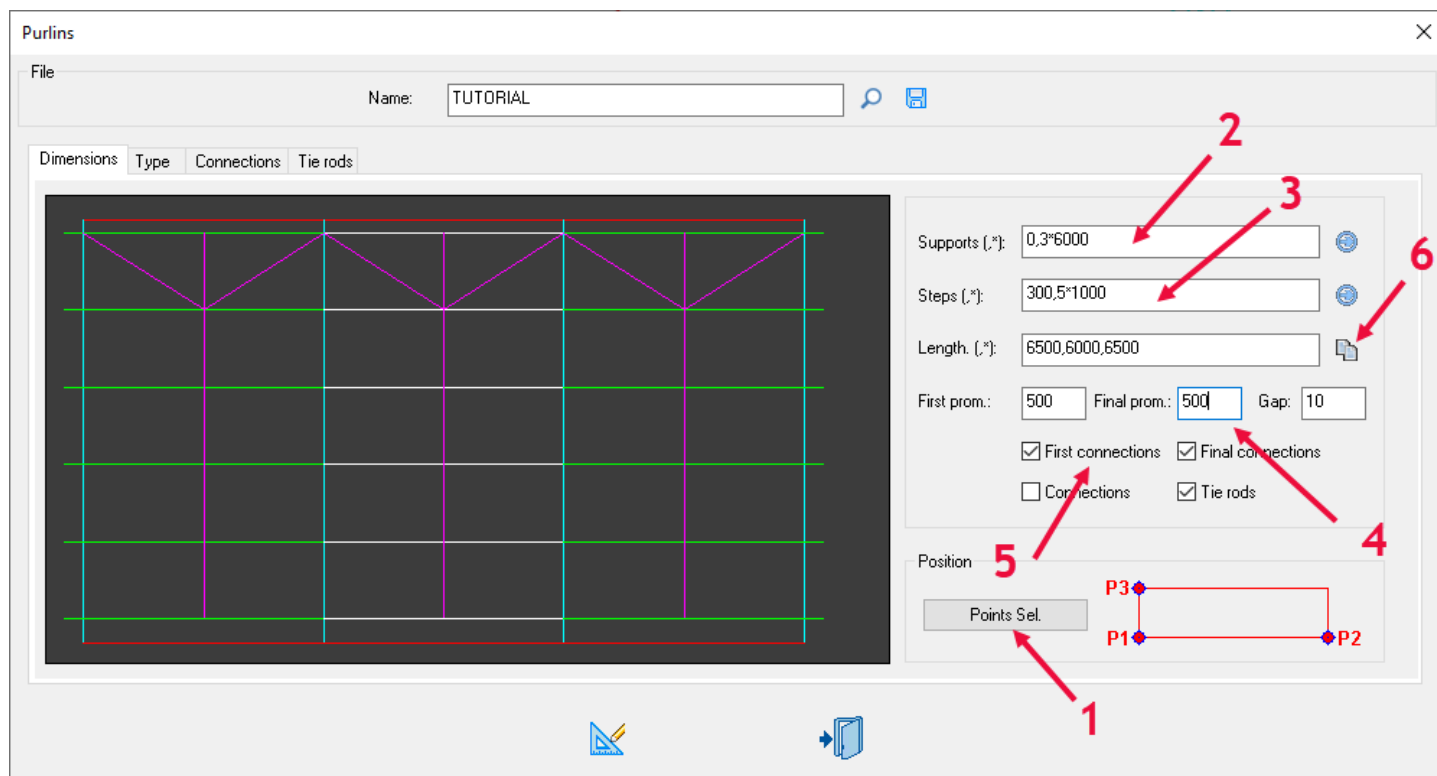 Purlins
File
Name: TUTORIAL
2
Dimensions Type Connections Tie rods
3
Supports (,*): 0,3*6000
6
Steps (,*): 300,5*1000
Length. (,*): 6500,6000,6500
First prom.: 500 Final prom.: 500 Gap: 10
First connections Final connections
Connections Tie rods
4
5
Position
P3
Points Sel.
P1 P2
1